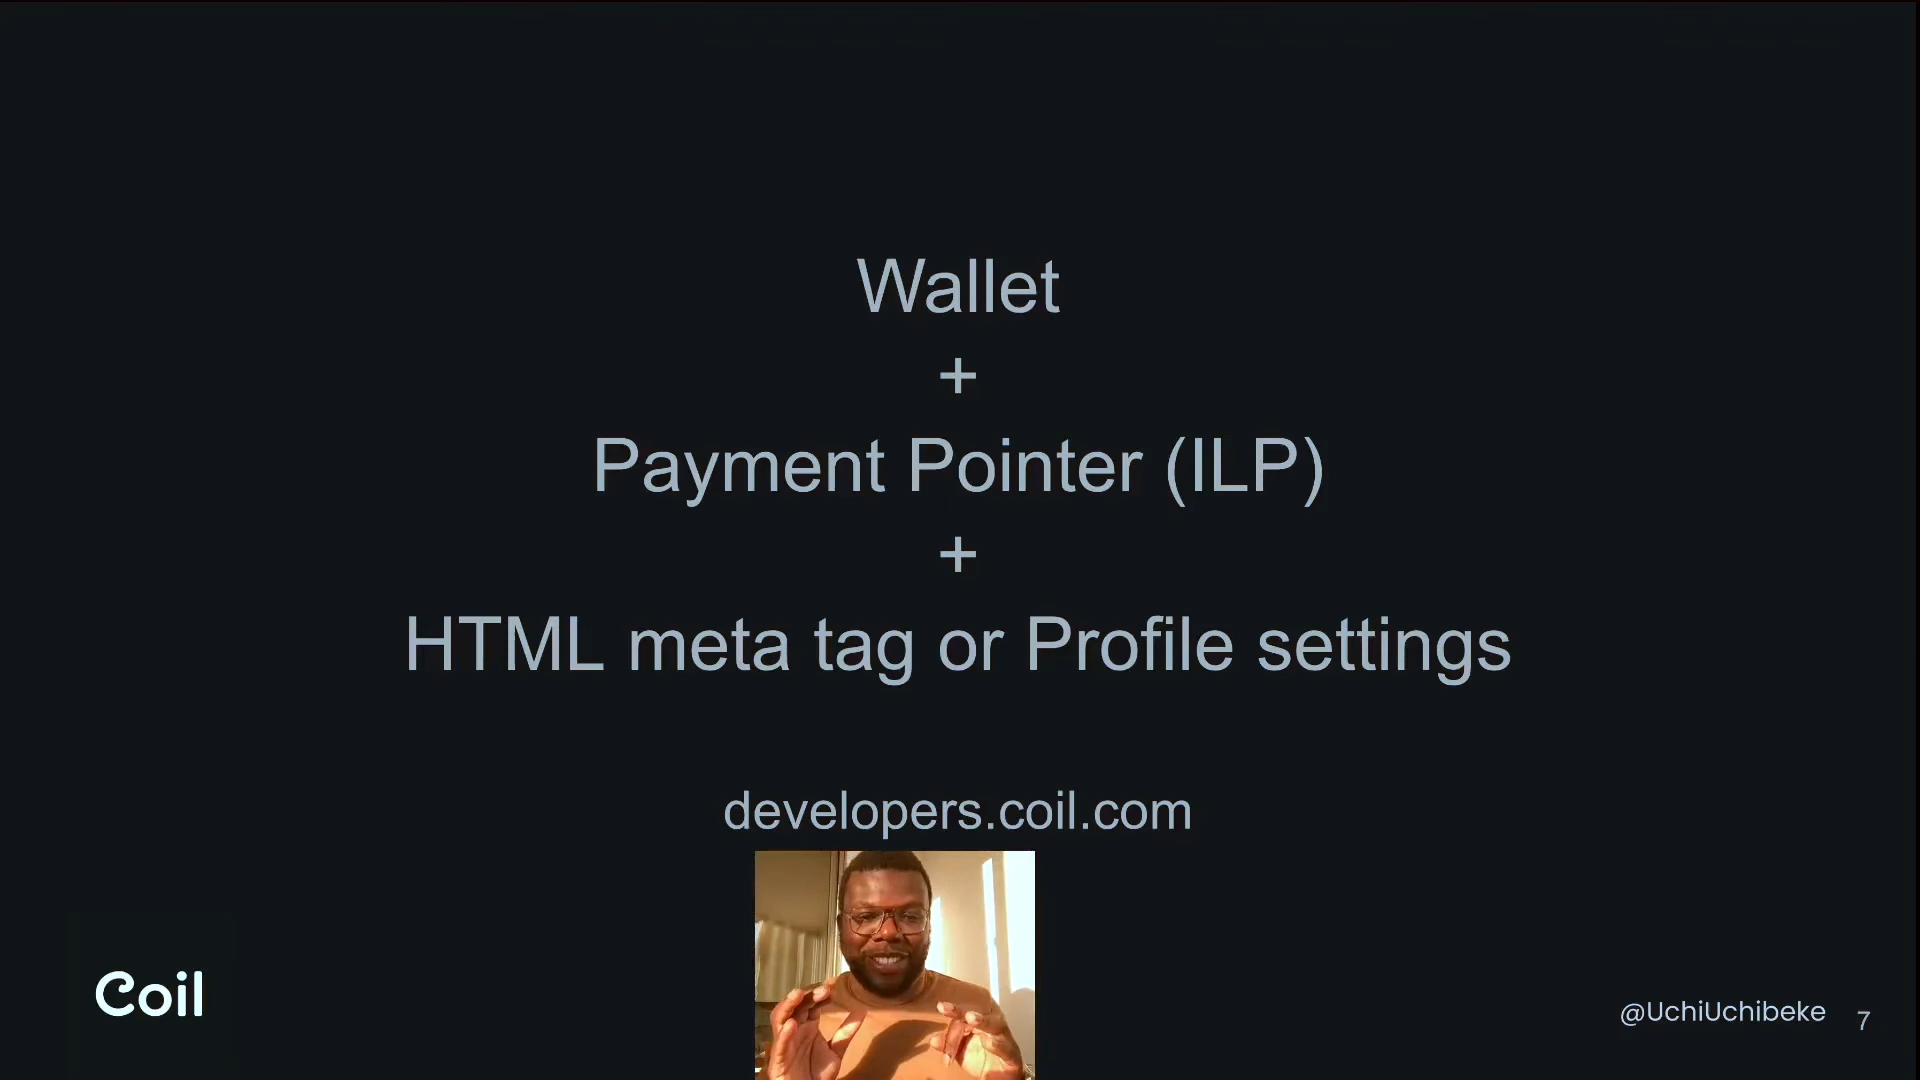 Wallet
+
Payment Pointer (ILP)
+
HTML meta tag or Profile settings
developers.coil.com
Coil
@UchiUchibeke
7